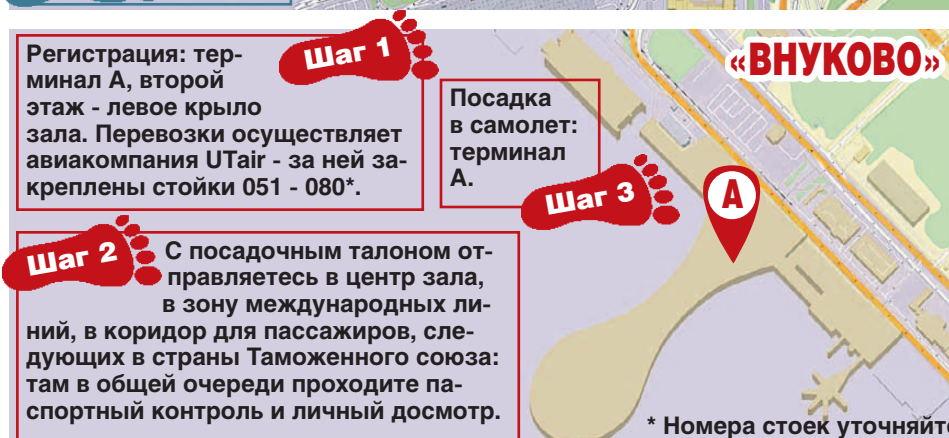 «ВНУКОВО»
Шаг 1
Регистрация: тер-
минал А, второй
этаж - левое крыло
зала. Перевозки осуществляет
авиакомпания UTair - за ней за-
креплены стойки 051 - 080*.
Шаг 2
С посадочным талоном от-
правляетесь в центр зала,
в зону международных ли-
ний, в коридор для пассажиров, сле-
дующих в страны Таможенного союза:
там в общей очереди проходите па-
спортный контроль и личный досмотр.
Шаг 3
Посадка
в самолет:
терминал
А.
А
* Номера стоек уточняйт